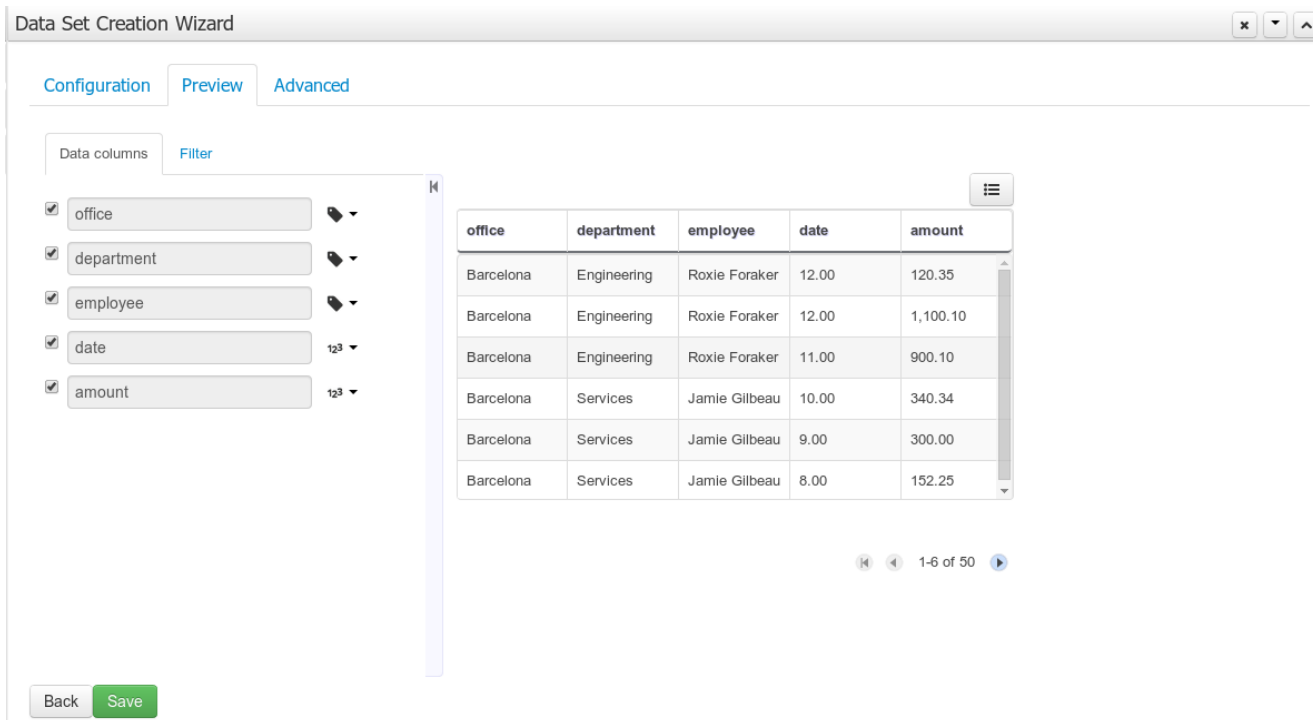 Data Set Creation Wizard
Configuration Preview Advanced
Data columns Filter
office
department
employee
date 123
amount 123
office department employee date amount
Barcelona Engineering Roxie Foraker 12.00 120.35
Barcelona Engineering Roxie Foraker 12.00 1,100.10
Barcelona Engineering Roxie Foraker 11.00 900.10
Barcelona Services Jamie Gilbeau 10.00 340.34
Barcelona Services Jamie Gilbeau 9.00 300.00
Barcelona Services Jamie Gilbeau 8.00 152.25
1-6 of 50
Back Save